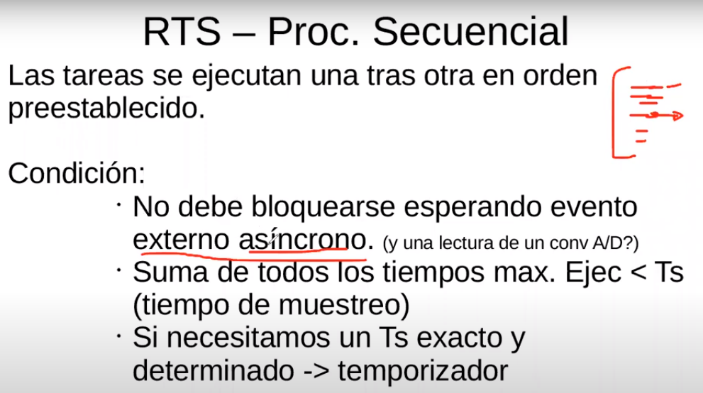 RTS – Proc. Secuencial
Las tareas se ejecutan una tras otra en orden
preestablecido.
Condición:
· No debe bloquearse esperando evento
externo asíncrono. (y una lectura de un conv A/D?)
· Suma de todos los tiempos max. Ejec < Ts
(tiempo de muestreo)
· Si necesitamos un Ts exacto y
determinado -> temporizador